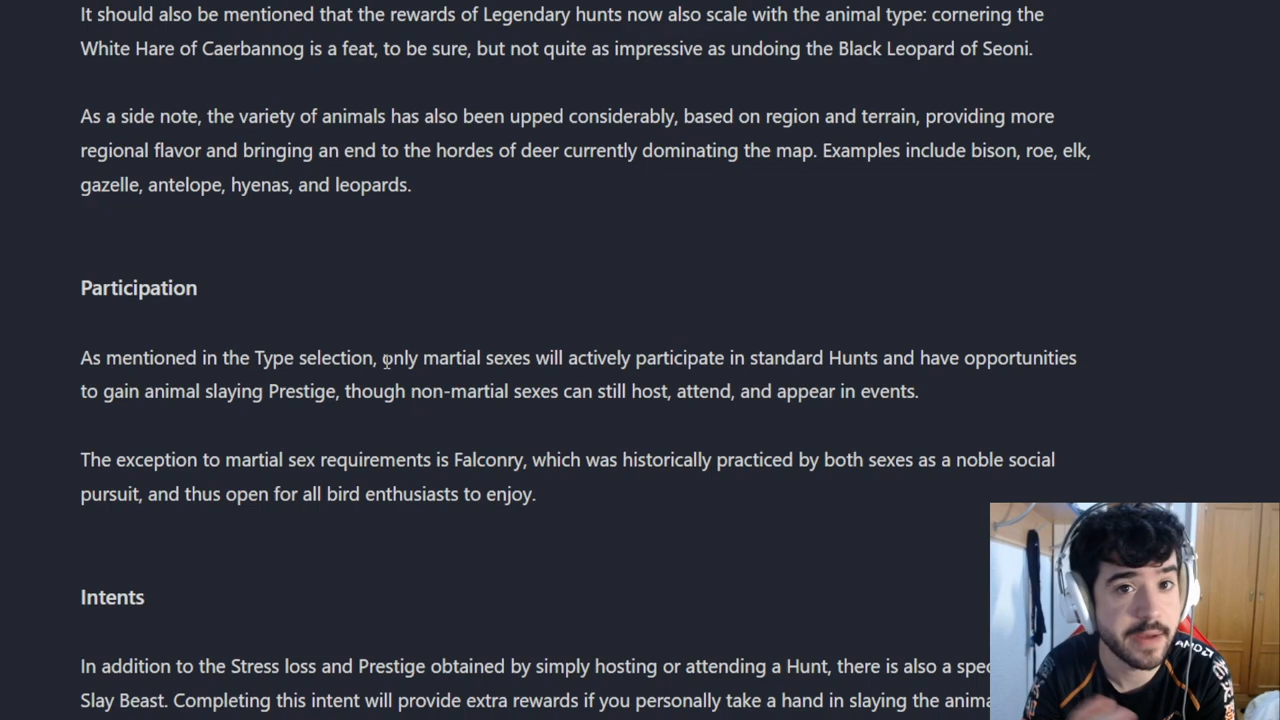 It should also be mentioned that the rewards of Legendary hunts now also scale with the animal type: cornering the
White Hare of Caerbannog is a feat, to be sure, but not quite as impressive as undoing the Black Leopard of Seoni.
As a side note, the variety of animals has also been upped considerably, based on region and terrain, providing more
regional flavor and bringing an end to the hordes of deer currently dominating the map. Examples include bison, roe, elk,
gazelle, antelope, hyenas, and leopards.
Participation
As mentioned in the Type selection, only martial sexes will actively participate in standard Hunts and have opportunities
to gain animal slaying Prestige, though non-martial sexes can still host, attend, and appear in events.
The exception to martial sex requirements is Falconry, which was historically practiced by both sexes as a noble social
pursuit, and thus open for all bird enthusiasts to enjoy.
Intents
In addition to the Stress loss and Prestige obtained by simply hosting or attending a Hunt, there is also a
Slay Beast. Completing this intent will provide extra rewards if you personally take a hand in slaying the
AMD